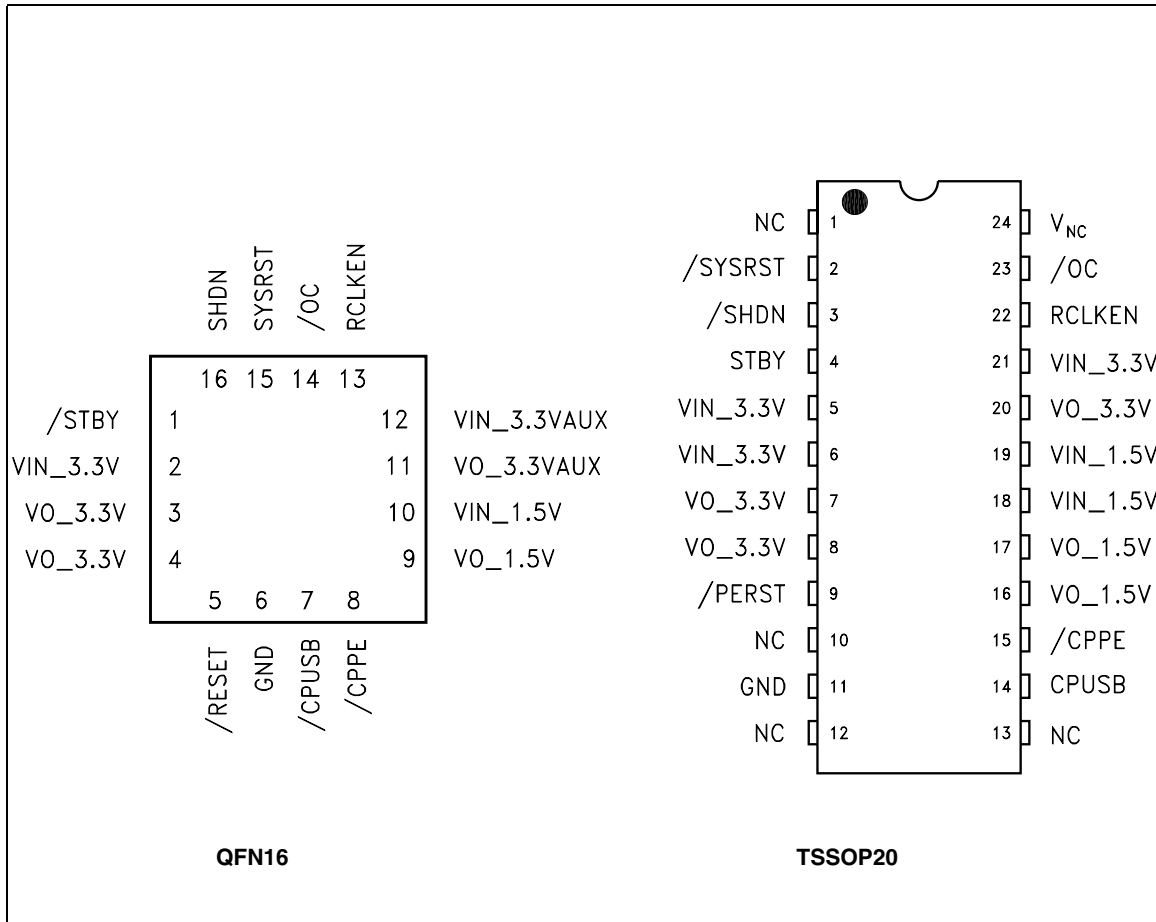 SHDN
SYSRST
/OC
RCLKEN
16 15 14 13
/STBY 1 12 VIN_3.3VAUX
VIN_3.3V 2 11 VO_3.3VAUX
VO_3.3V 3 10 VIN_1.5V
VO_3.3V 4 9 VO_1.5V
5 6 7 8
/RESET
GND
/CPUSB
/CPPE
QFN16
NC 1 24 VNC
/SYSRST 2 23 /OC
/SHDN 3 22 RCLKEN
STBY 4 21 VIN_3.3V
VIN_3.3V 5 20 VO_3.3V
VIN_3.3V 6 19 VIN_1.5V
VO_3.3V 7 18 VIN_1.5V
VO_3.3V 8 17 VO_1.5V
/PERST 9 16 VO_1.5V
NC 10 15 /CPPE
GND 11 14 CPUSB
NC 12 13 NC
TSSOP20